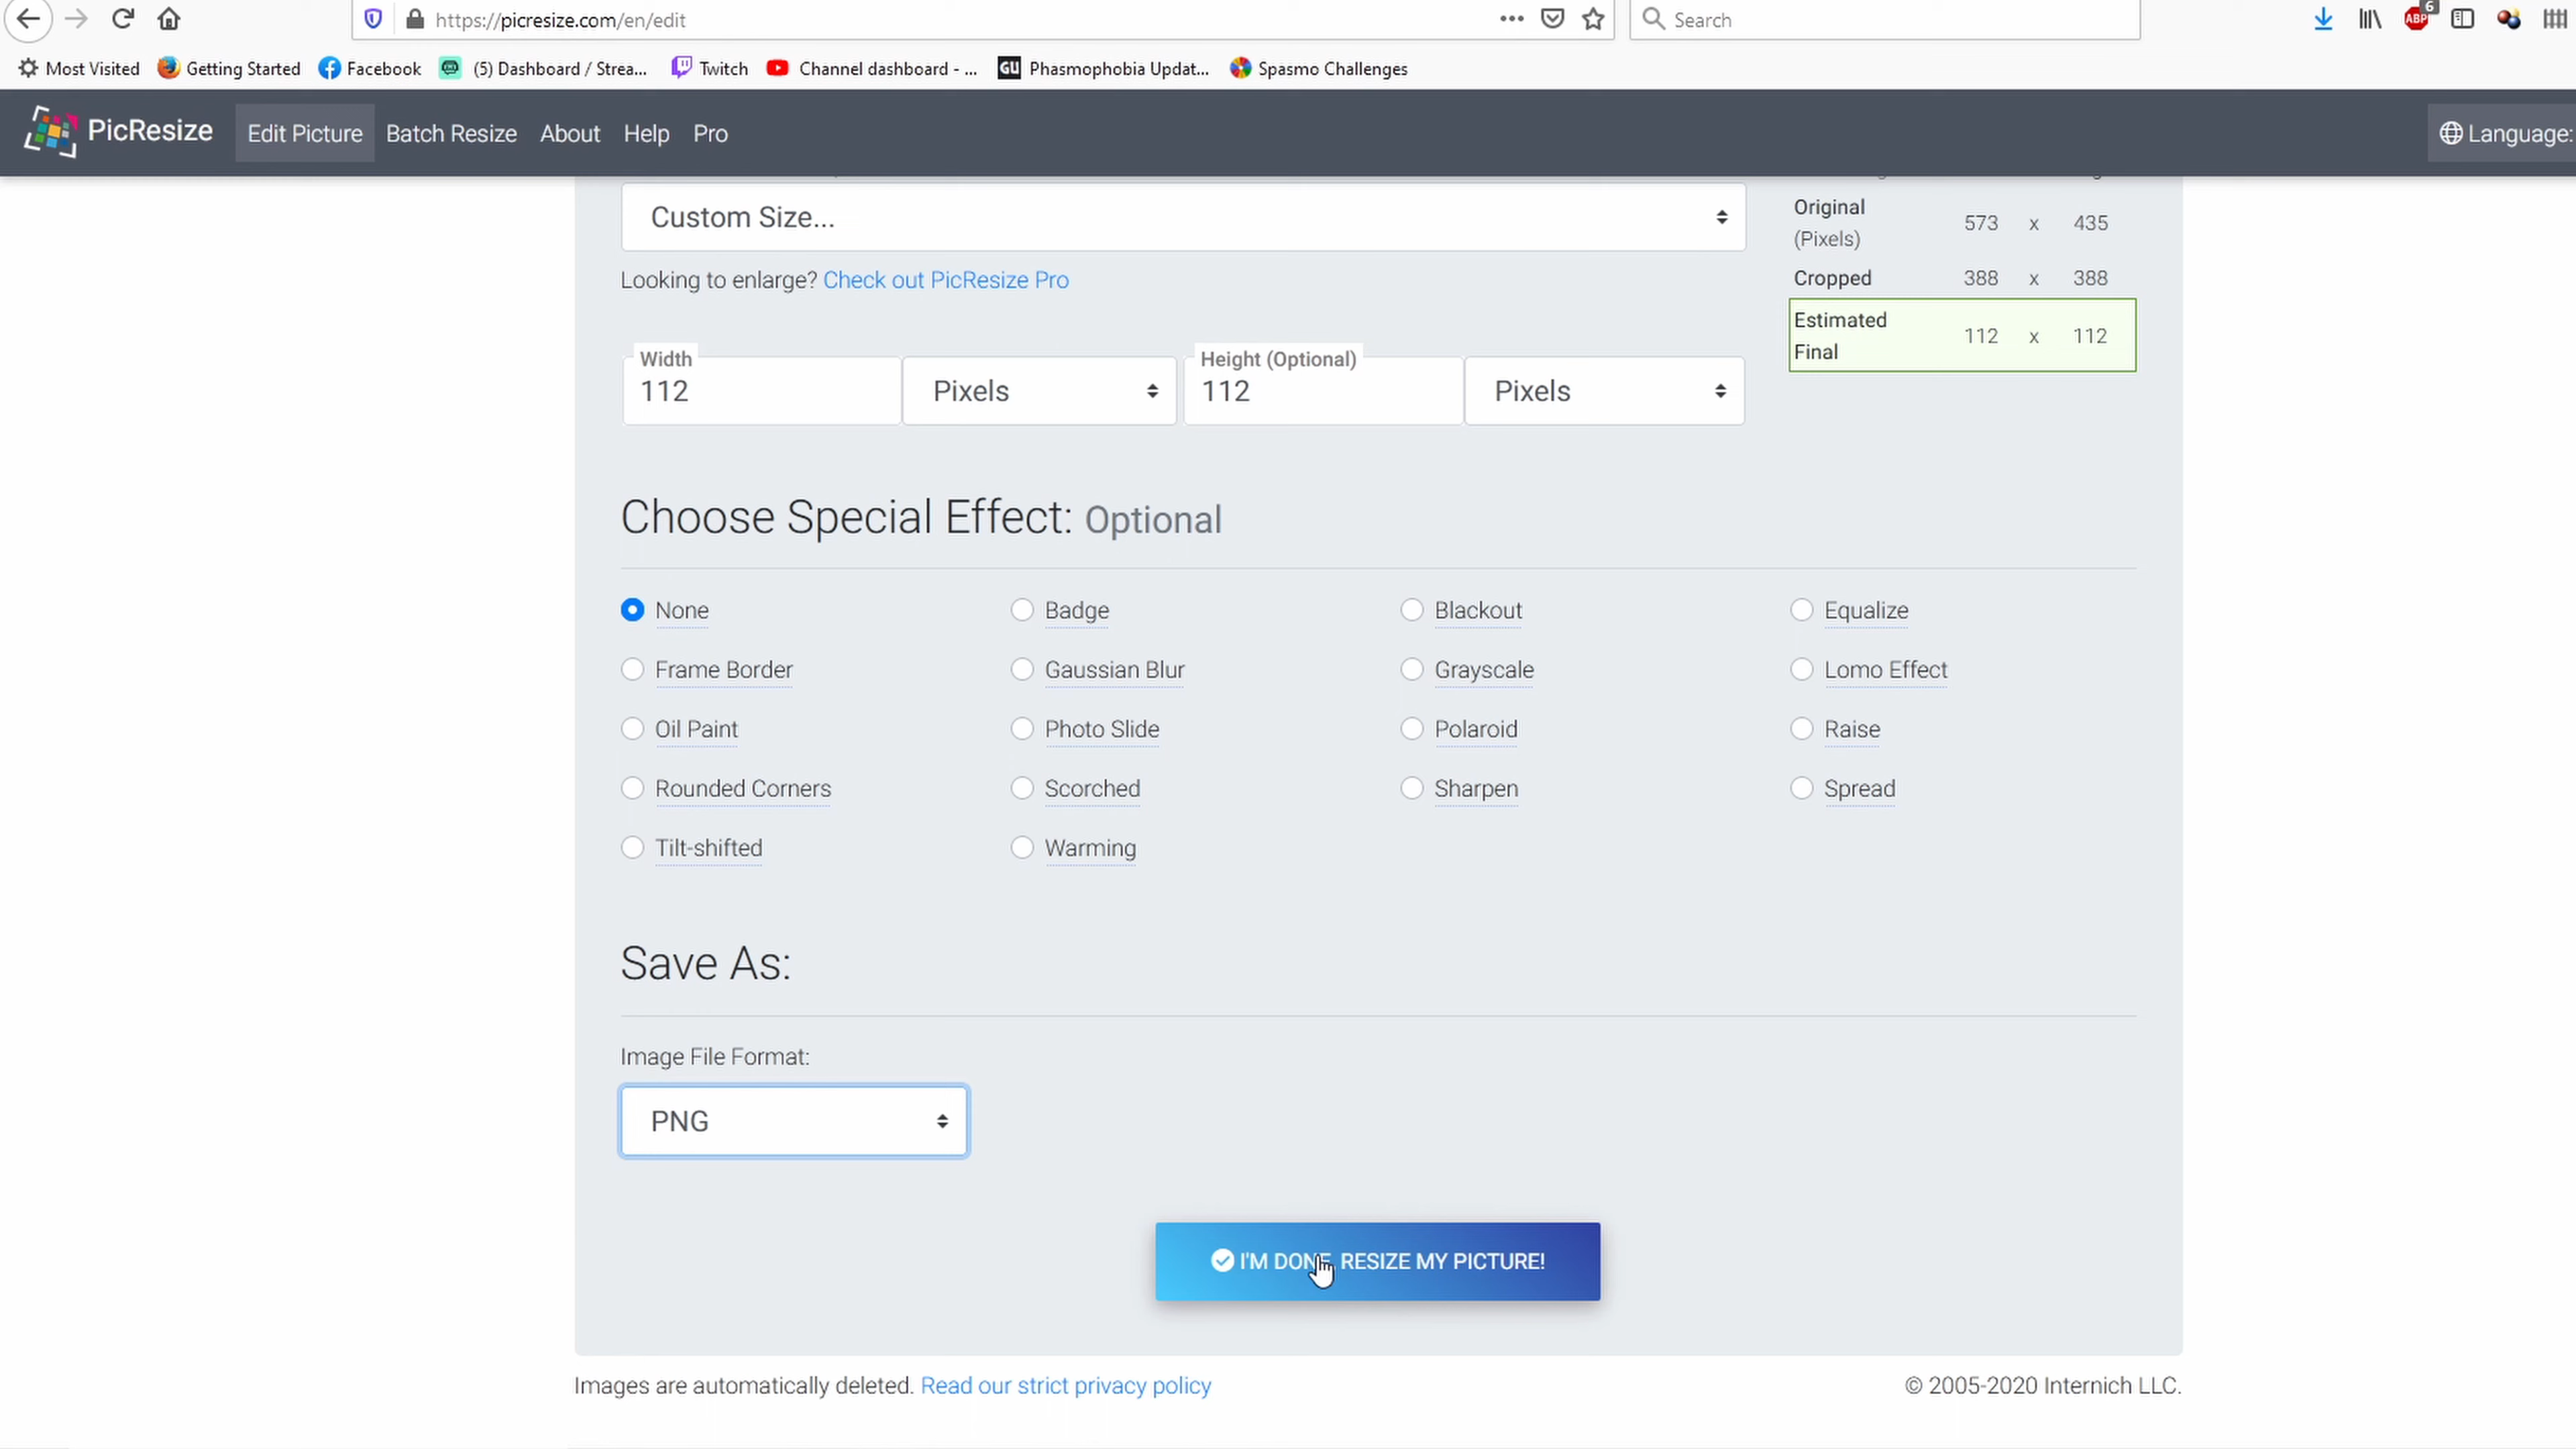 https://picresize.com/en/edit
Search
6
ABP
Most Visited
Getting Started
Facebook
(5) Dashboard / Strea...
Twitch
Channel dashboard - ...
GU
Phasmophobia Updat...
Spasmo Challenges
PicResize
Edit Picture
Batch Resize
About
Help
Pro
Language:
Custom Size...
Looking to enlarge? Check out PicResize Pro
Original (Pixels) 573 x 435
Cropped 388 x 388
Estimated Final 112 x 112
Width
112
Pixels
Height (Optional)
112
Pixels
Choose Special Effect: Optional
None
Badge
Blackout
Equalize
Frame Border
Gaussian Blur
Grayscale
Lomo Effect
Oil Paint
Photo Slide
Polaroid
Raise
Rounded Corners
Scorched
Sharpen
Spread
Tilt-shifted
Warming
Save As:
Image File Format:
PNG
I'M DONE, RESIZE MY PICTURE!
Images are automatically deleted. Read our strict privacy policy
© 2005-2020 Internich LLC.